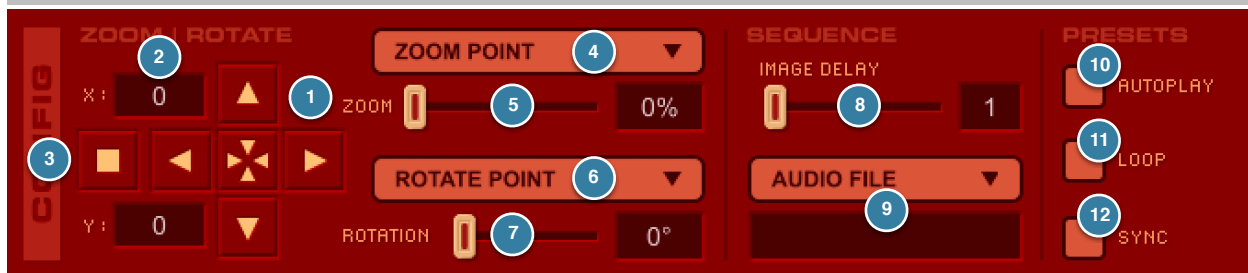 CONFIG
ZOOM / ROTATE
2
X: 0
1
3
Y: 0
ZOOM POINT 4
ZOOM 5 0%
ROTATE POINT 6
ROTATION 7 0°
SEQUENCE
IMAGE DELAY
8 1
AUDIO FILE
9
PRESETS
10
AUTOPLAY
11
LOOP
12
SYNC